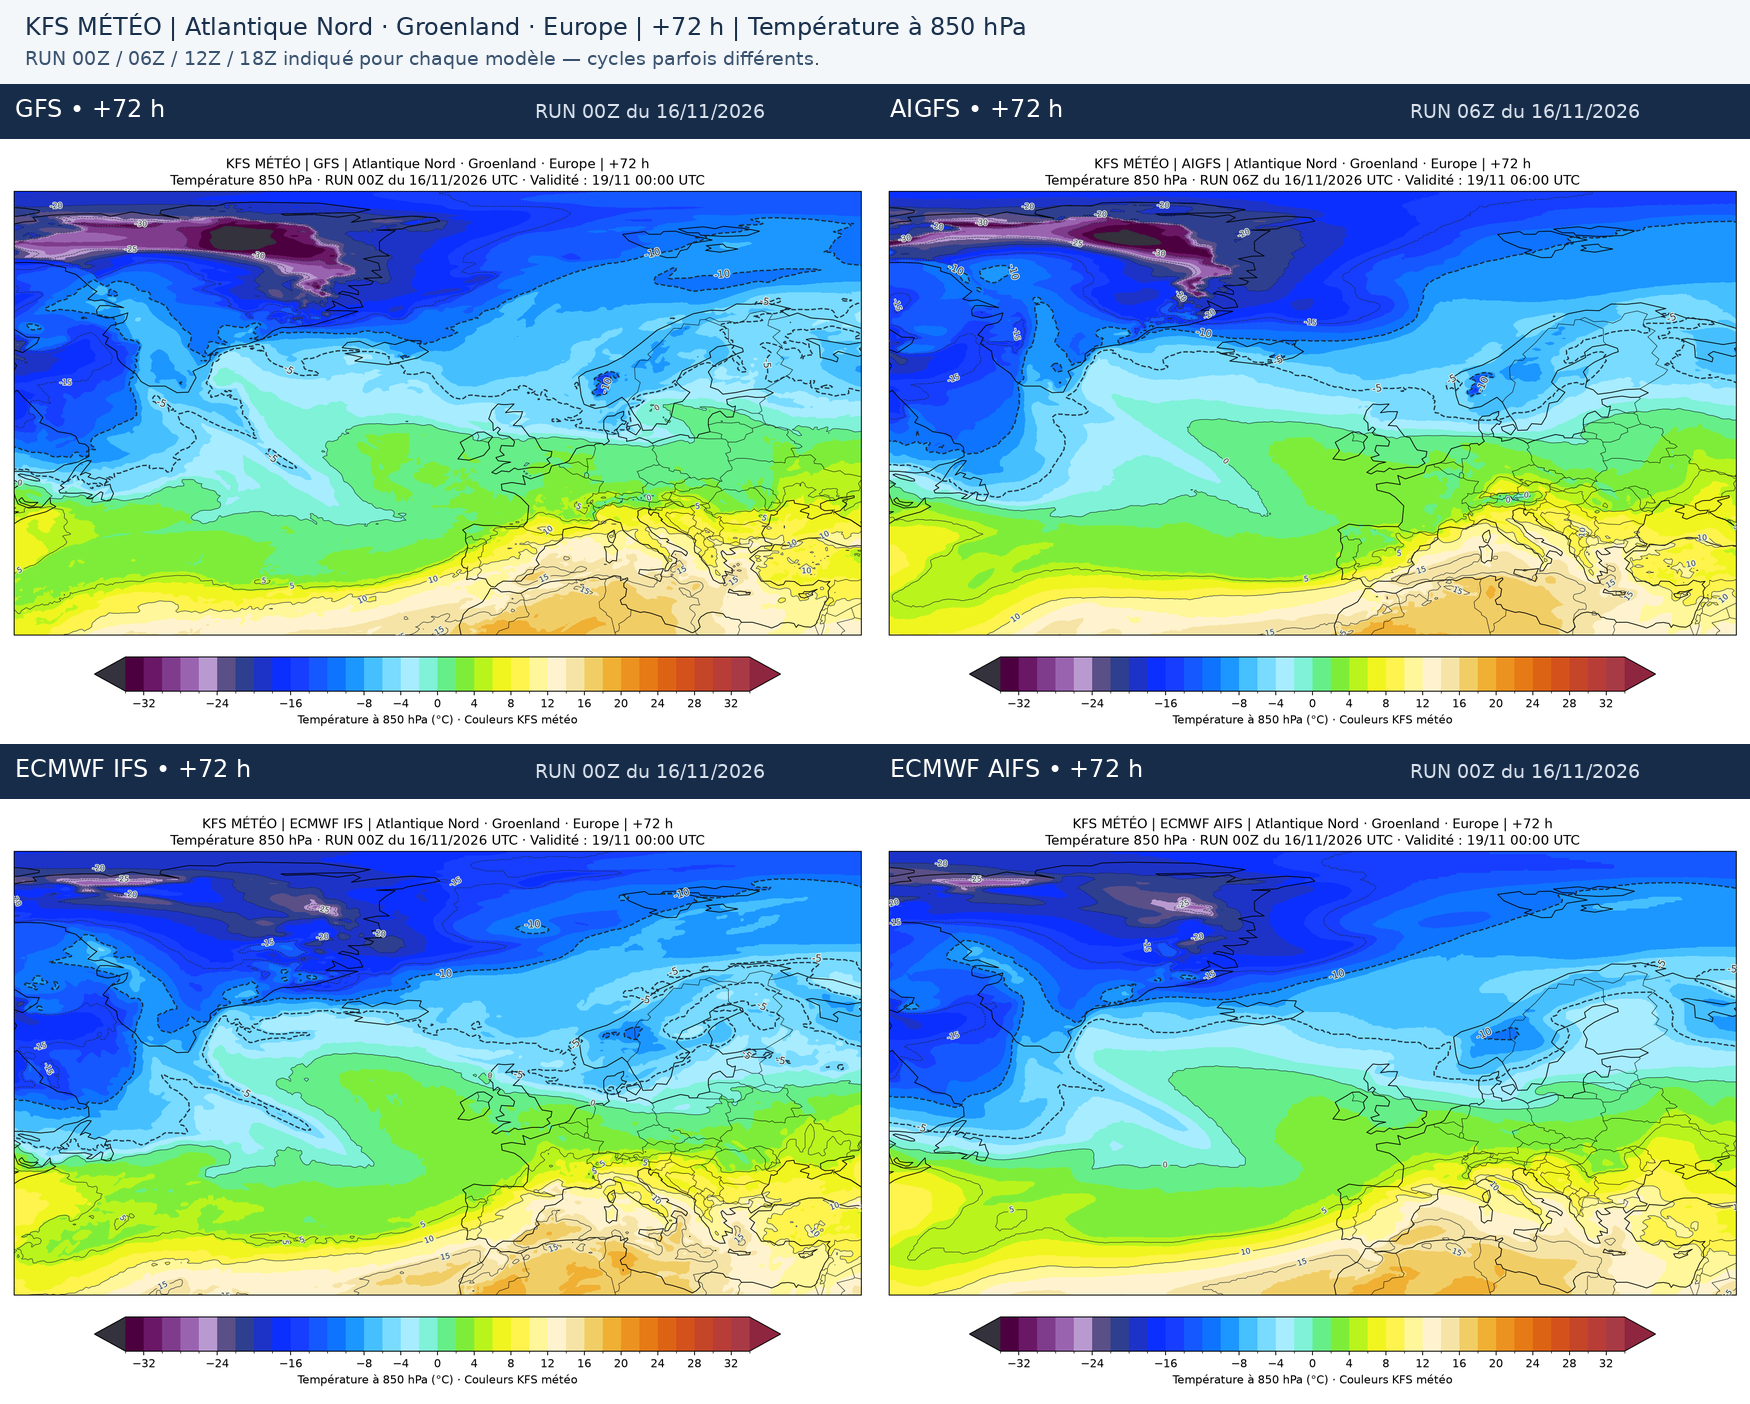 KFS MÉTÉO | Atlantique Nord · Groenland · Europe | +72 h | Température à 850 hPa
RUN 00Z / 06Z / 12Z / 18Z indiqué pour chaque modèle — cycles parfois différents.
GFS • +72 h
RUN 00Z du 16/11/2026
KFS MÉTÉO | GFS | Atlantique Nord · Groenland · Europe | +72 h
Température 850 hPa · RUN 00Z du 16/11/2026 UTC · Validité : 19/11 00:00 UTC
−32 −24 −16 −8 −4 0 4 8 12 16 20 24 28 32
Température à 850 hPa (°C) · Couleurs KFS météo
AIGFS • +72 h
RUN 06Z du 16/11/2026
KFS MÉTÉO | AIGFS | Atlantique Nord · Groenland · Europe | +72 h
Température 850 hPa · RUN 06Z du 16/11/2026 UTC · Validité : 19/11 06:00 UTC
−32 −24 −16 −8 −4 0 4 8 12 16 20 24 28 32
Température à 850 hPa (°C) · Couleurs KFS météo
ECMWF IFS • +72 h
RUN 00Z du 16/11/2026
KFS MÉTÉO | ECMWF IFS | Atlantique Nord · Groenland · Europe | +72 h
Température 850 hPa · RUN 00Z du 16/11/2026 UTC · Validité : 19/11 00:00 UTC
−32 −24 −16 −8 −4 0 4 8 12 16 20 24 28 32
Température à 850 hPa (°C) · Couleurs KFS météo
ECMWF AIFS • +72 h
RUN 00Z du 16/11/2026
KFS MÉTÉO | ECMWF AIFS | Atlantique Nord · Groenland · Europe | +72 h
Température 850 hPa · RUN 00Z du 16/11/2026 UTC · Validité : 19/11 00:00 UTC
−32 −24 −16 −8 −4 0 4 8 12 16 20 24 28 32
Température à 850 hPa (°C) · Couleurs KFS météo